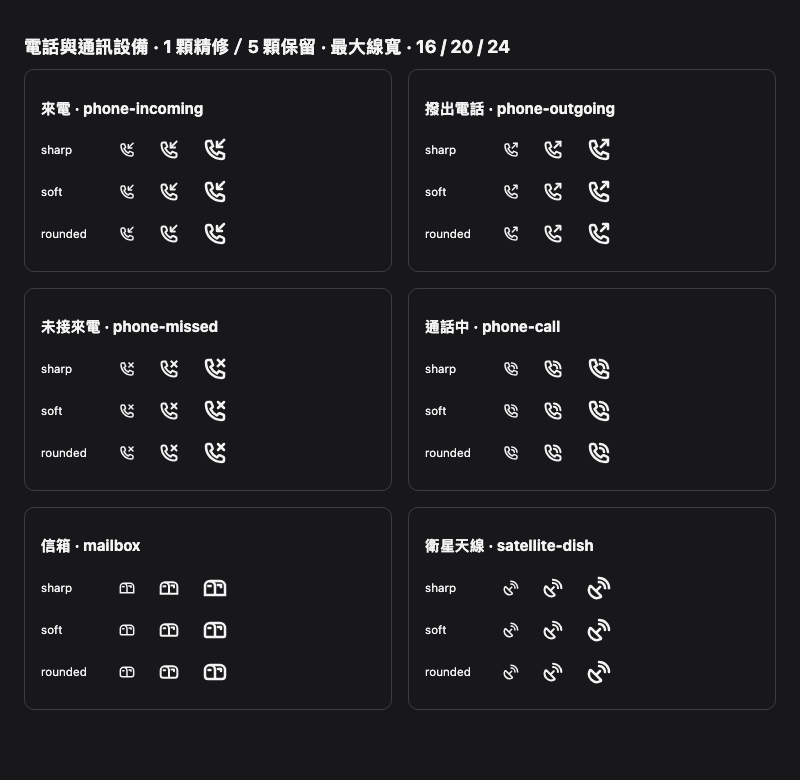 電話與通訊設備 · 1 顆精修 / 5 顆保留 · 最大線寬 · 16 / 20 / 24
來電 · phone-incoming
sharp
soft
rounded
撥出電話 · phone-outgoing
sharp
soft
rounded
未接來電 · phone-missed
sharp
soft
rounded
通話中 · phone-call
sharp
soft
rounded
信箱 · mailbox
sharp
soft
rounded
衛星天線 · satellite-dish
sharp
soft
rounded